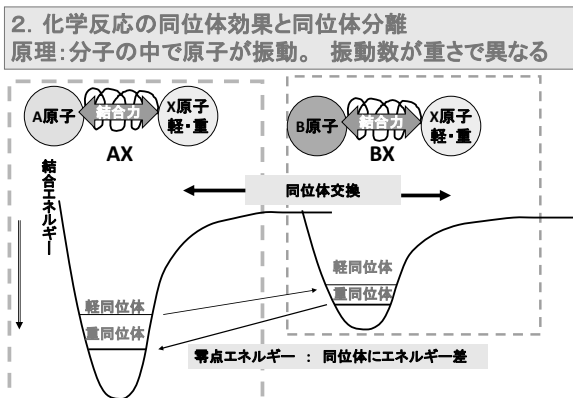 ２．化学反応の同位体効果と同位体分離
原理：分子の中で原子が振動。 振動数が重さで異なる
A原子
結合力
X原子
軽・重
AX
B原子
結合力
X原子
軽・重
BX
同位体交換
結合エネルギー
軽同位体
重同位体
軽同位体
重同位体
零点エネルギー ： 同位体にエネルギー差